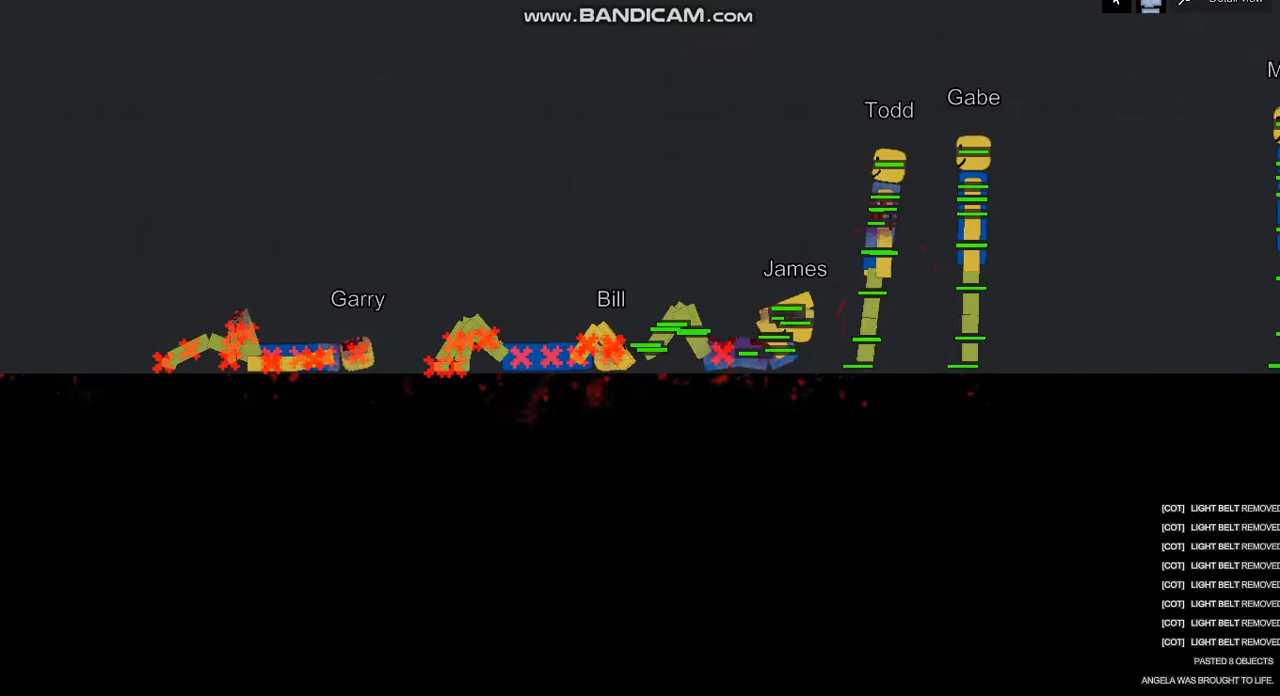 www.BANDICAM.com
Gabe
Todd
James
Garry
Bill
[COT] LIGHT BELT REMOVED
[COT] LIGHT BELT REMOVED
[COT] LIGHT BELT REMOVED
[COT] LIGHT BELT REMOVED
[COT] LIGHT BELT REMOVED
[COT] LIGHT BELT REMOVED
[COT] LIGHT BELT REMOVED
[COT] LIGHT BELT REMOVED
PASTED 8 OBJECTS
ANGELA WAS BROUGHT TO LIFE.